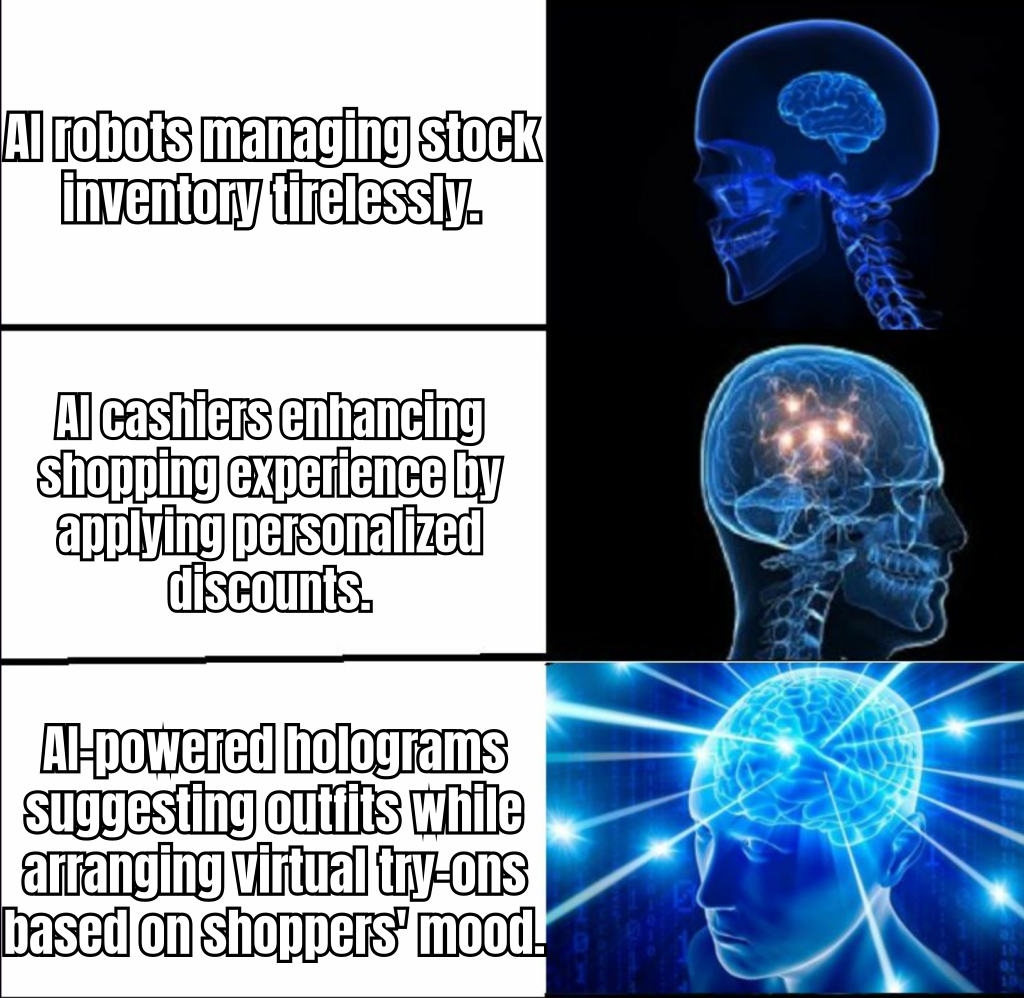 AI robots managing stock
inventory tirelessly.
AI cashiers enhancing
shopping experience by
applying personalized
discounts.
AI-powered holograms
suggesting outfits while
arranging virtual try-ons
based on shoppers' mood.